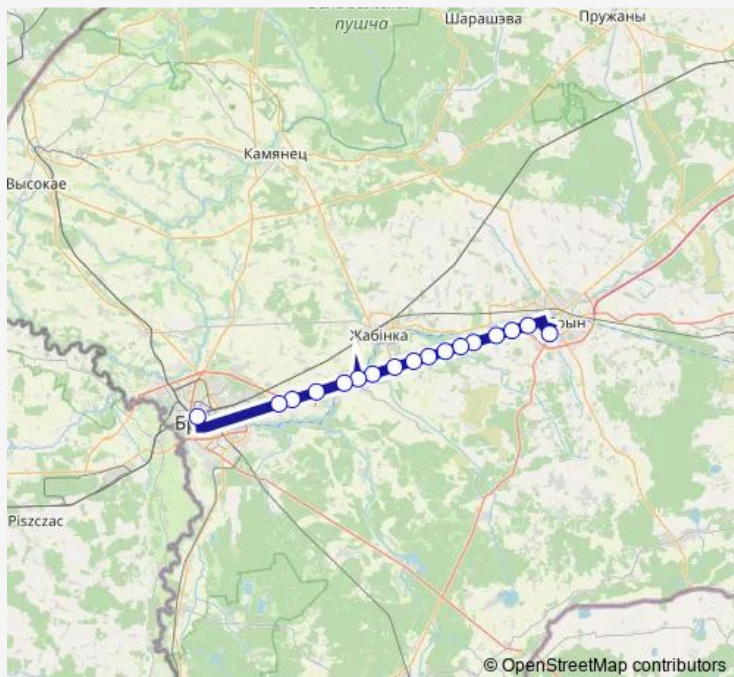 пушча
Шарашэва
Пружаны
Камянец
Высокае
Жабінка
Piszczac
© OpenStreetMap contributors